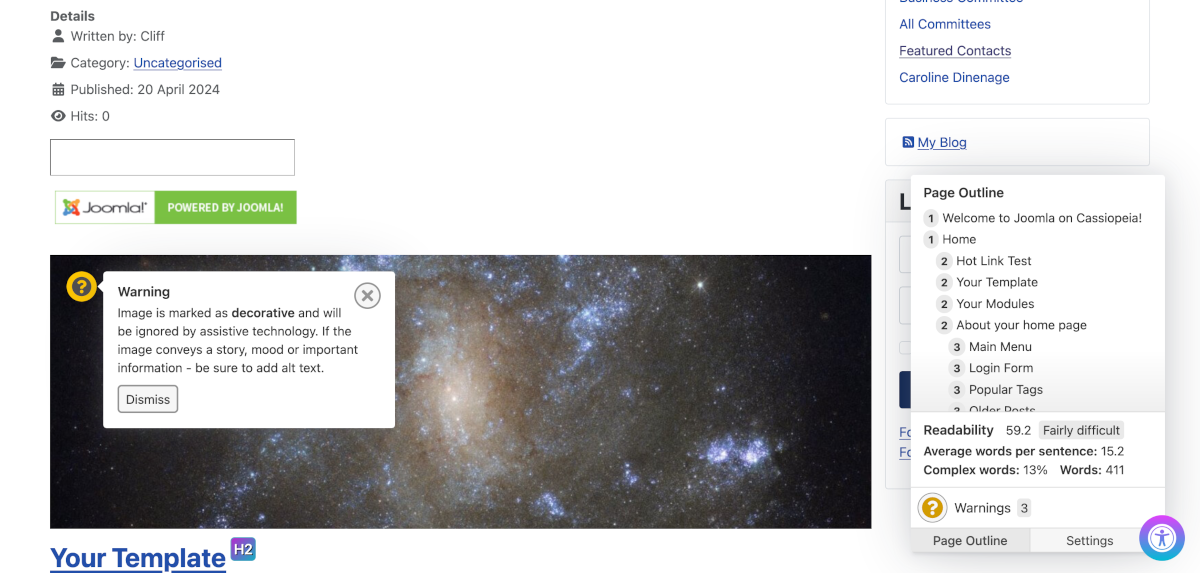 Details
Written by: Cliff
Category: Uncategorised
Published: 20 April 2024
Hits: 0
Joomla!® POWERED BY JOOMLA!
?
Warning
Image is marked as decorative and will
be ignored by assistive technology. If the
image conveys a story, mood or important
information - be sure to add alt text.
Dismiss
Your Template H2
Business Committee
All Committees
Featured Contacts
Caroline Dinenage
My Blog
L
Fo
Fo
Page Outline
1 Welcome to Joomla on Cassiopeia!
1 Home
2 Hot Link Test
2 Your Template
2 Your Modules
2 About your home page
3 Main Menu
3 Login Form
3 Popular Tags
3 Older Posts
Readability 59.2 Fairly difficult
Average words per sentence: 15.2
Complex words: 13% Words: 411
? Warnings 3
Page Outline Settings